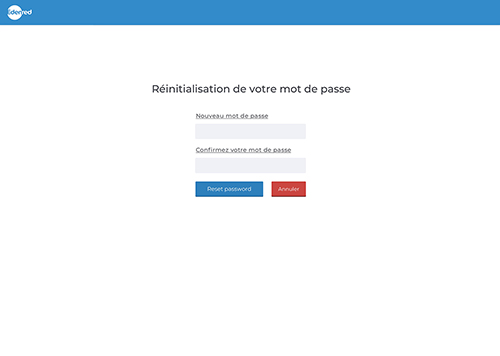 Edenred
Réinitialisation de votre mot de passe
Nouveau mot de passe
Confirmez votre mot de passe
Reset password
Annuler